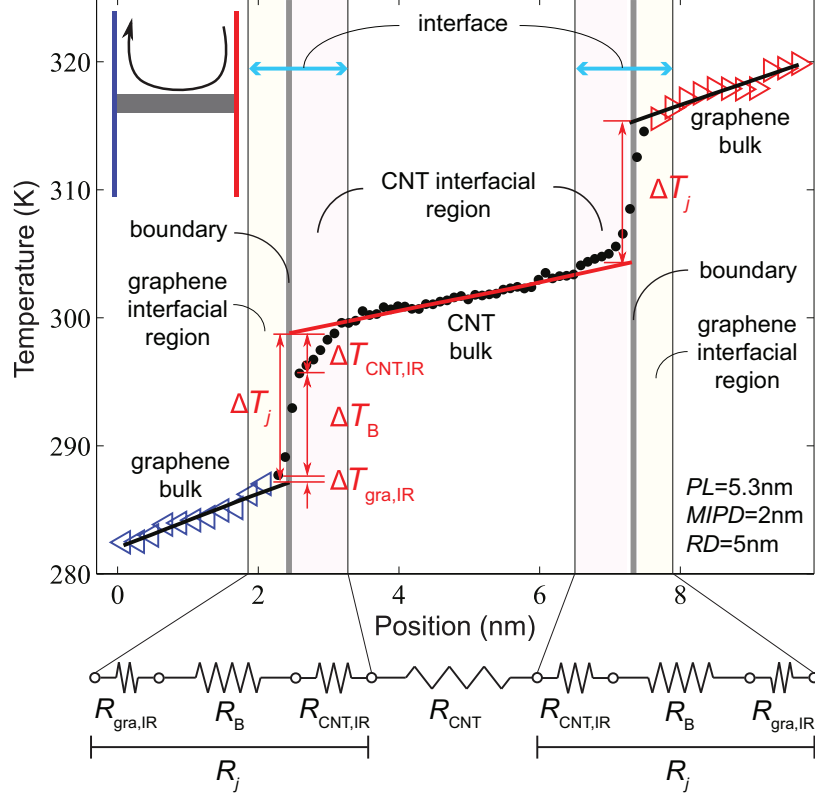 interface
320
graphene
bulk
CNT interfacial
region
ΔTj
310
boundary
graphene
interfacial
region
boundary
Temperature (K)
300
CNT
bulk
graphene
interfacial
region
ΔTCNT,IR
ΔTj
ΔTB
290
graphene
bulk
ΔTgra,IR
PL=5.3nm
MIPD=2nm
RD=5nm
280
0 2 4 6 8
Position (nm)
Rgra,IR RB RCNT,IR RCNT RCNT,IR RB Rgra,IR
Rj Rj